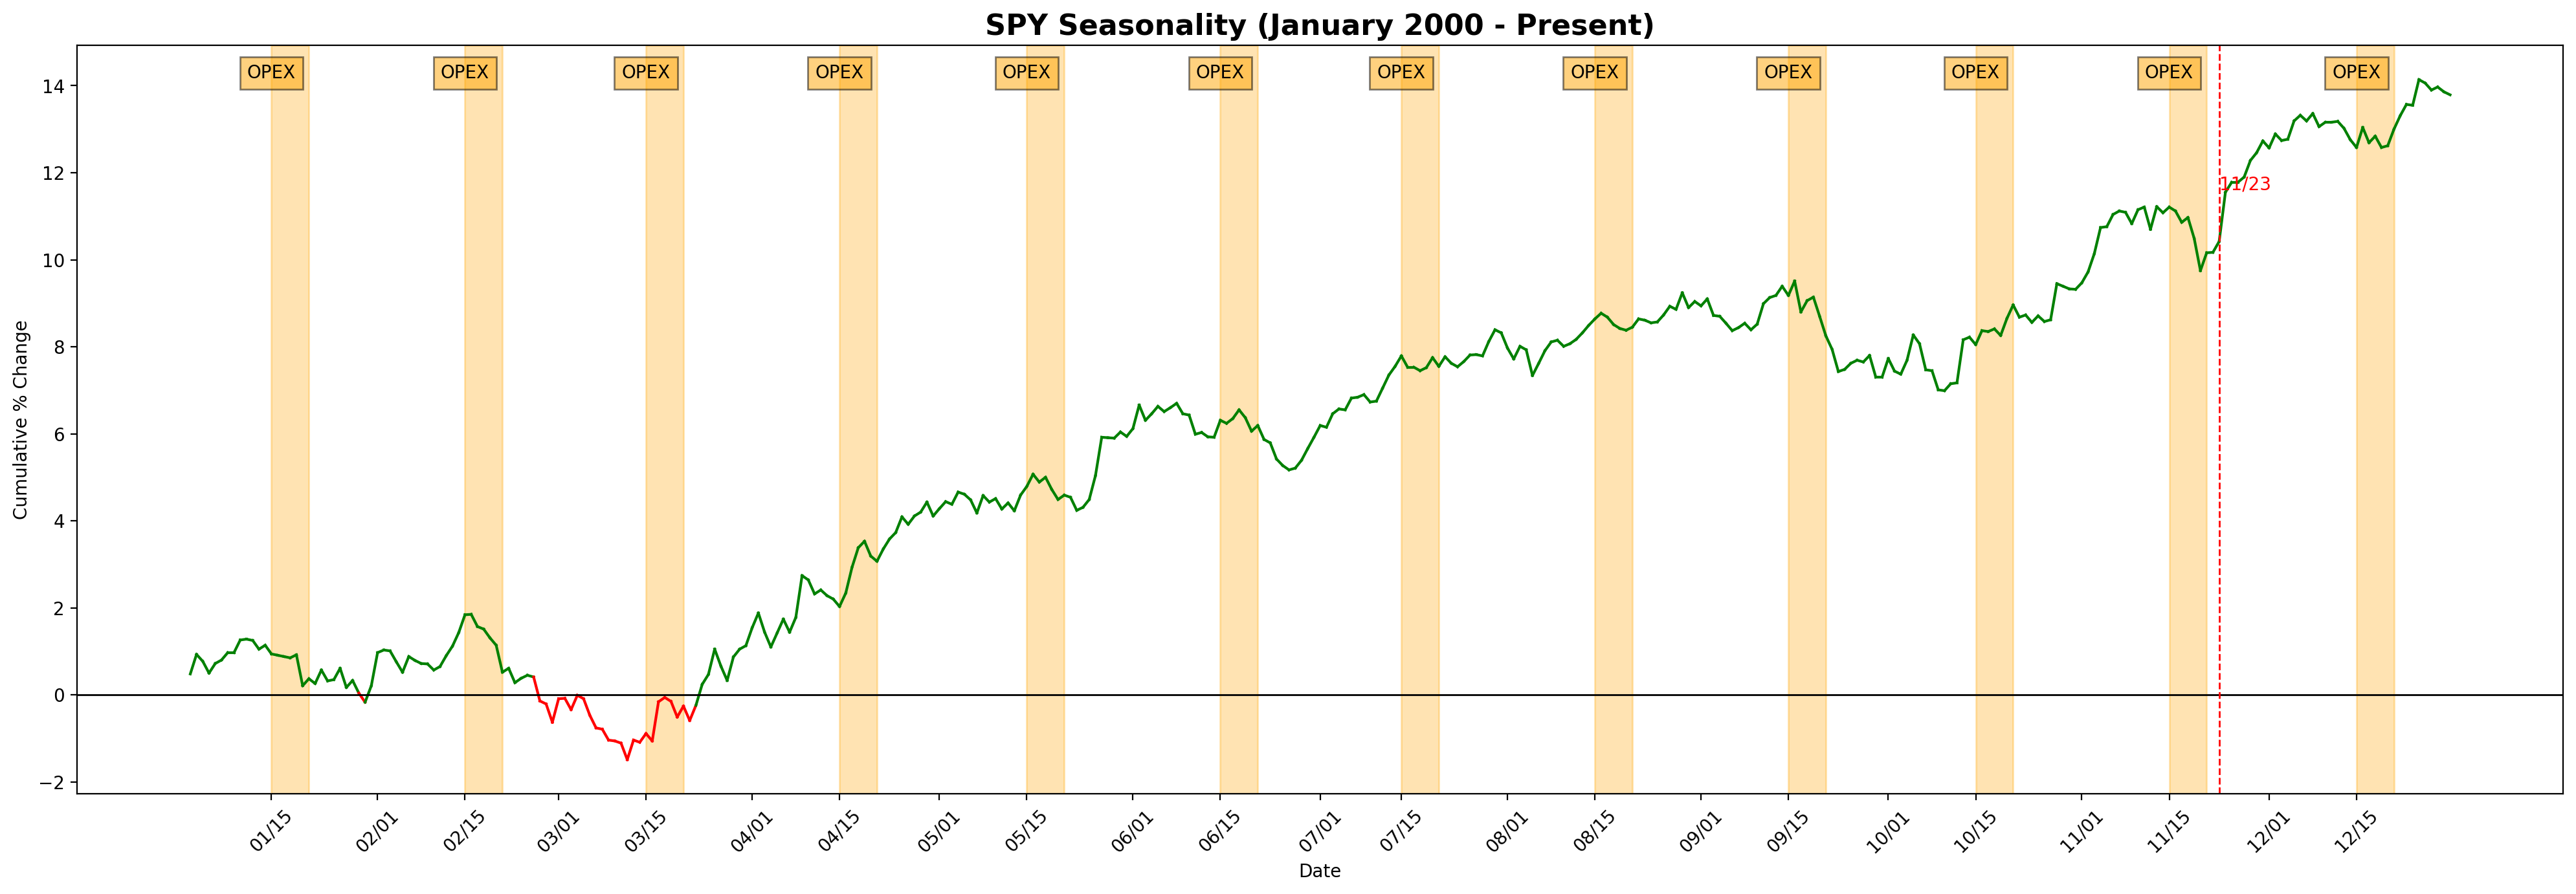 SPY Seasonality (January 2000 - Present)
OPEX OPEX OPEX OPEX OPEX OPEX OPEX OPEX OPEX OPEX OPEX OPEX
14
12
10
8
6
4
2
0
−2
Cumulative % Change
11/23
01/15 02/01 02/15 03/01 03/15 04/01 04/15 05/01 05/15 06/01 06/15 07/01 07/15 08/01 08/15 09/01 09/15 10/01 10/15 11/01 11/15 12/01 12/15
Date